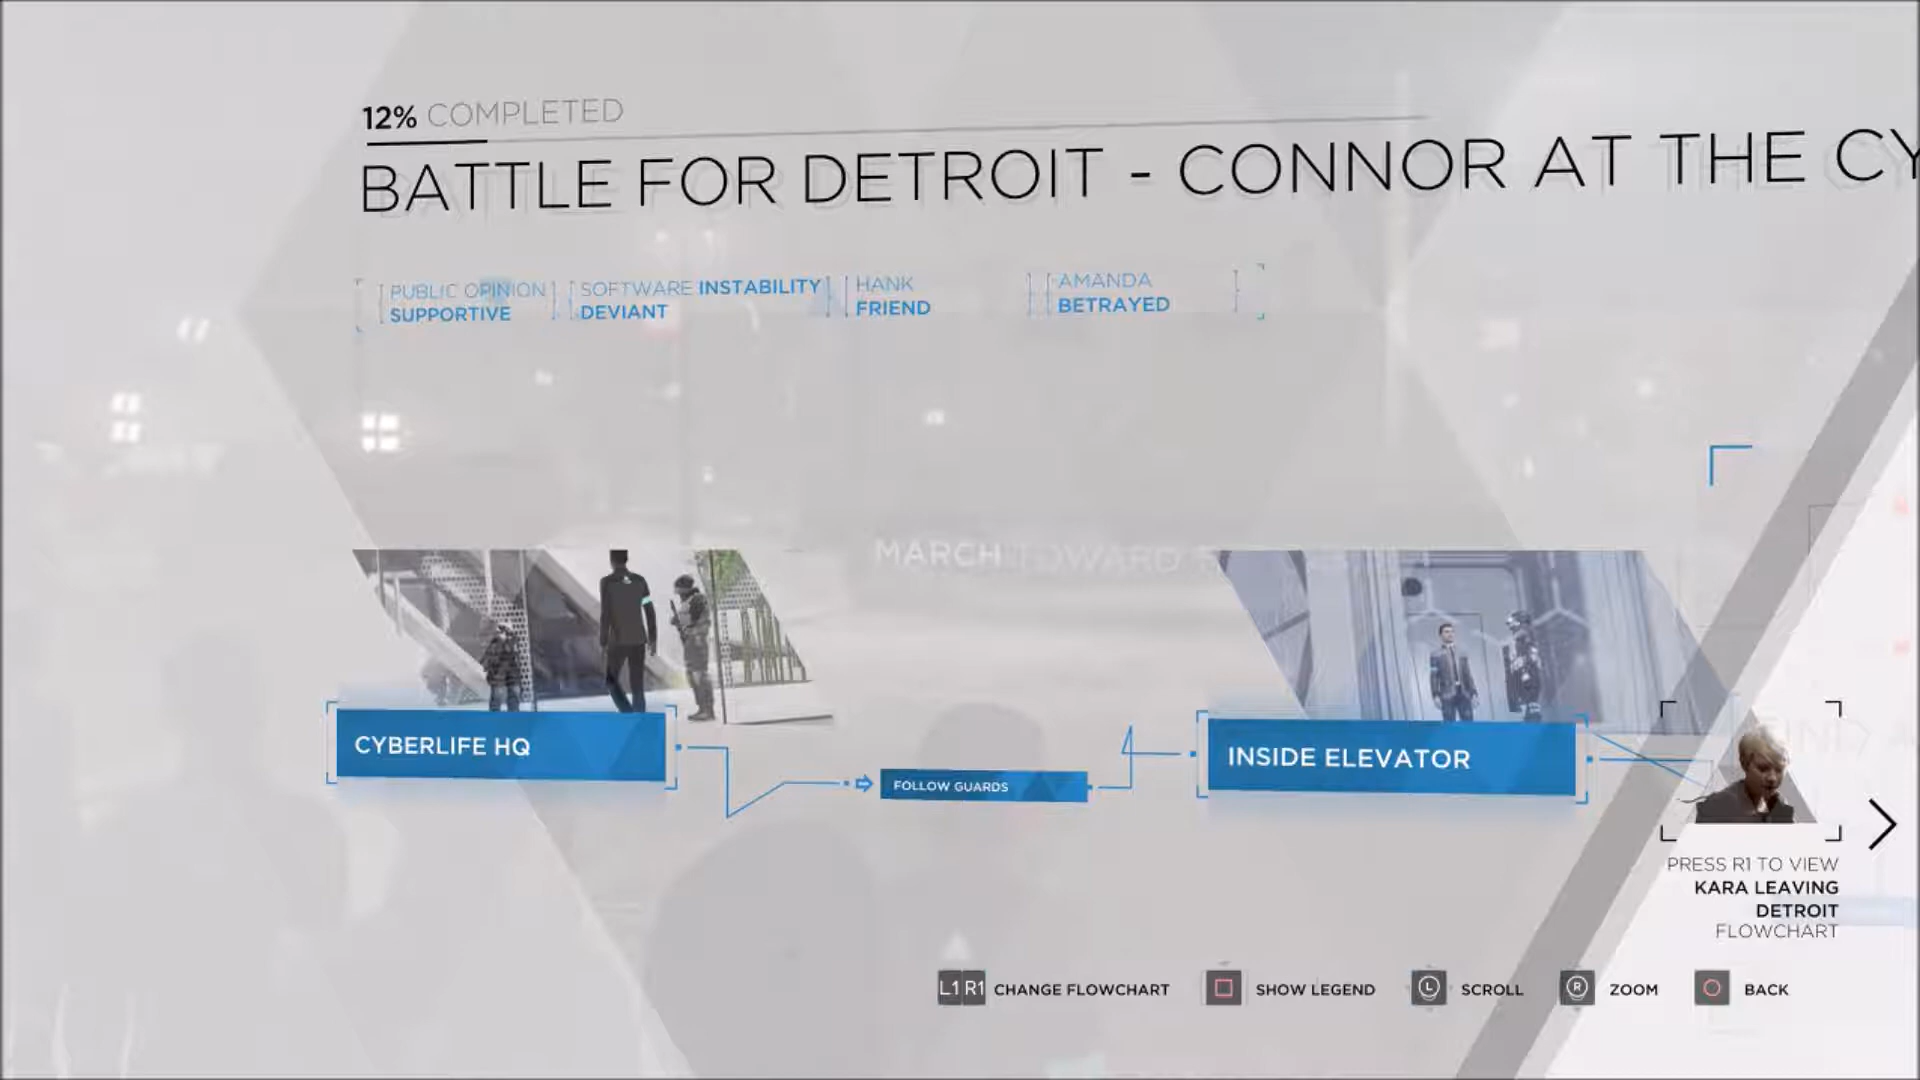 12% COMPLETED
BATTLE FOR DETROIT - CONNOR AT THE CY
PUBLIC OPINION
SUPPORTIVE
SOFTWARE INSTABILITY
DEVIANT
HANK
FRIEND
AMANDA
BETRAYED
MARCH TOWARD
CYBERLIFE HQ
FOLLOW GUARDS
INSIDE ELEVATOR
PRESS R1 TO VIEW
KARA LEAVING
DETROIT
FLOWCHART
L1 R1 CHANGE FLOWCHART
SHOW LEGEND
L SCROLL
R ZOOM
BACK